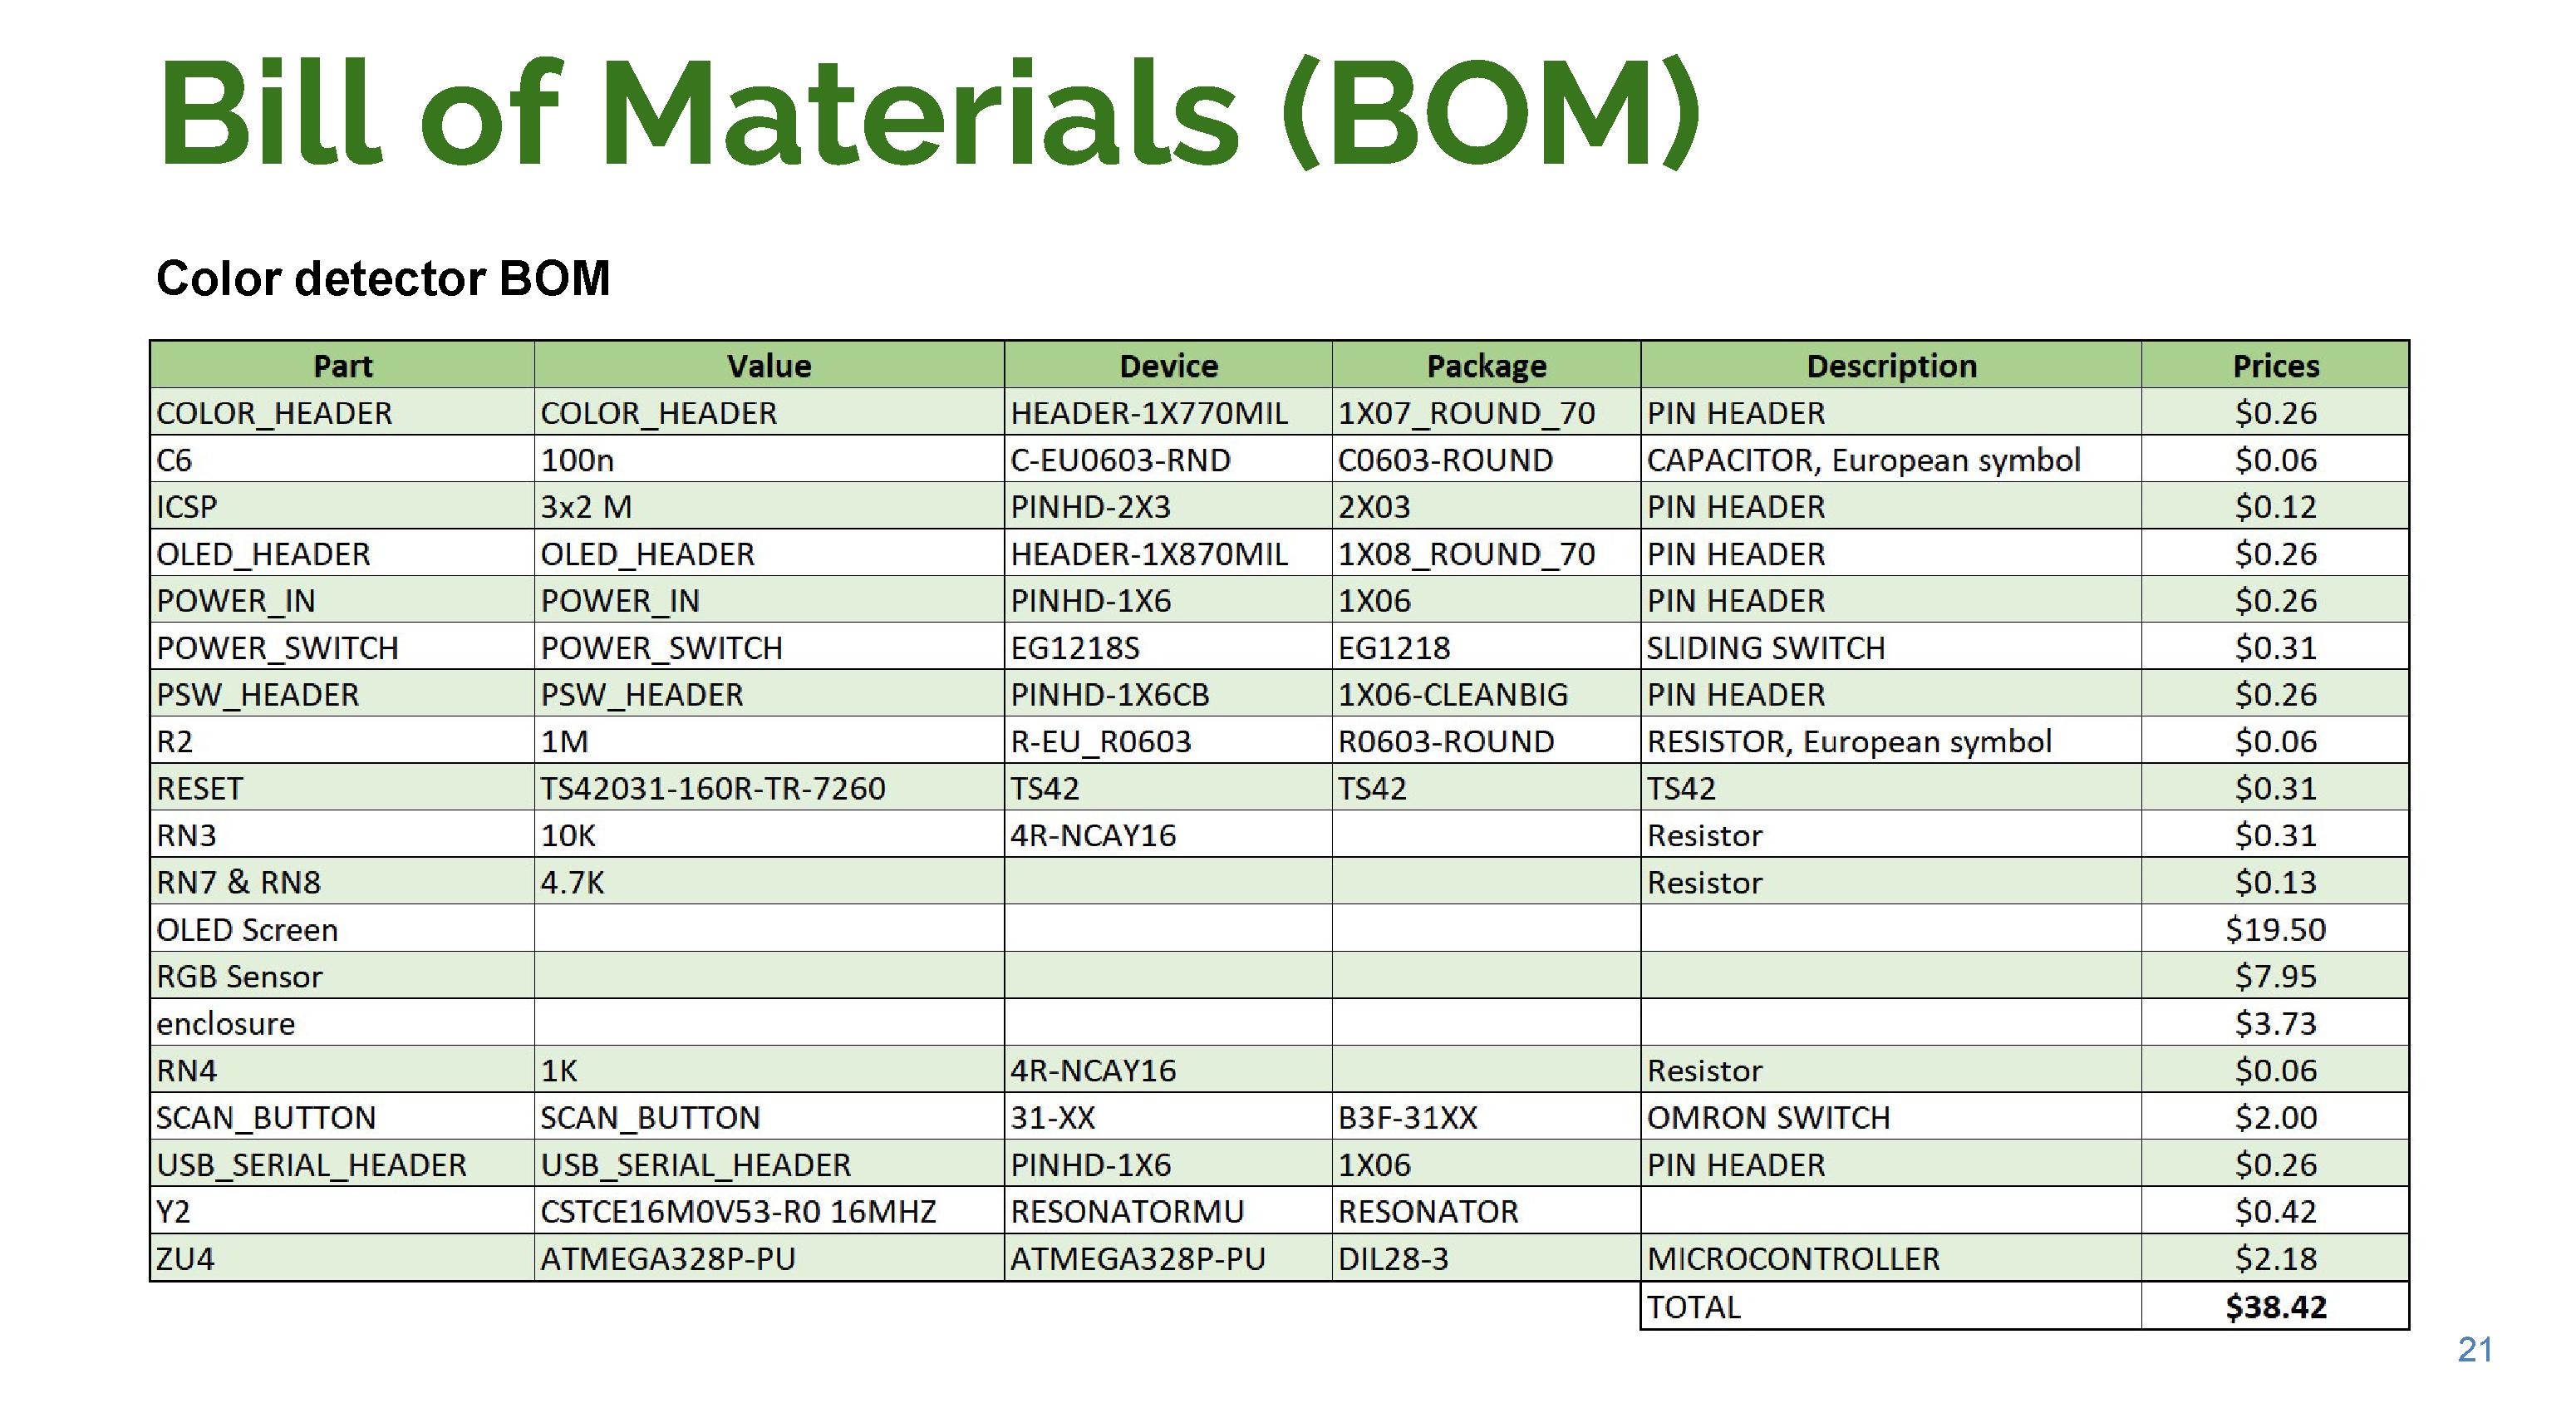 Bill of Materials (BOM)
Color detector BOM
Part Value Device Package Description Prices
COLOR_HEADER COLOR_HEADER HEADER-1X770MIL 1X07_ROUND_70 PIN HEADER $0.26
C6 100n C-EU0603-RND C0603-ROUND CAPACITOR, European symbol $0.06
ICSP 3x2 M PINHD-2X3 2X03 PIN HEADER $0.12
OLED_HEADER OLED_HEADER HEADER-1X870MIL 1X08_ROUND_70 PIN HEADER $0.26
POWER_IN POWER_IN PINHD-1X6 1X06 PIN HEADER $0.26
POWER_SWITCH POWER_SWITCH EG1218S EG1218 SLIDING SWITCH $0.31
PSW_HEADER PSW_HEADER PINHD-1X6CB 1X06-CLEANBIG PIN HEADER $0.26
R2 1M R-EU_R0603 R0603-ROUND RESISTOR, European symbol $0.06
RESET TS42031-160R-TR-7260 TS42 TS42 TS42 $0.31
RN3 10K 4R-NCAY16 Resistor $0.31
RN7 & RN8 4.7K Resistor $0.13
OLED Screen $19.50
RGB Sensor $7.95
enclosure $3.73
RN4 1K 4R-NCAY16 Resistor $0.06
SCAN_BUTTON SCAN_BUTTON 31-XX B3F-31XX OMRON SWITCH $2.00
USB_SERIAL_HEADER USB_SERIAL_HEADER PINHD-1X6 1X06 PIN HEADER $0.26
Y2 CSTCE16M0V53-R0 16MHZ RESONATORMU RESONATOR $0.42
ZU4 ATMEGA328P-PU ATMEGA328P-PU DIL28-3 MICROCONTROLLER $2.18
TOTAL $38.42
21